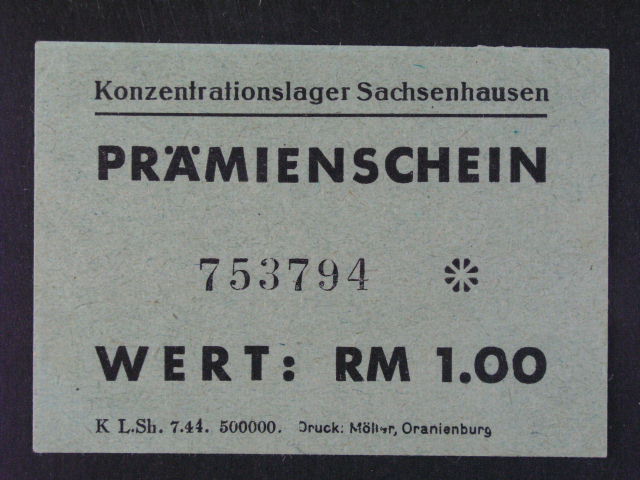 Konzentrationslager Sachsenhausen
PRÄMIENSCHEIN
753794 *
WERT: RM 1.00
K L.Sh. 7.44. 500000. Druck: Möller, Oranienburg